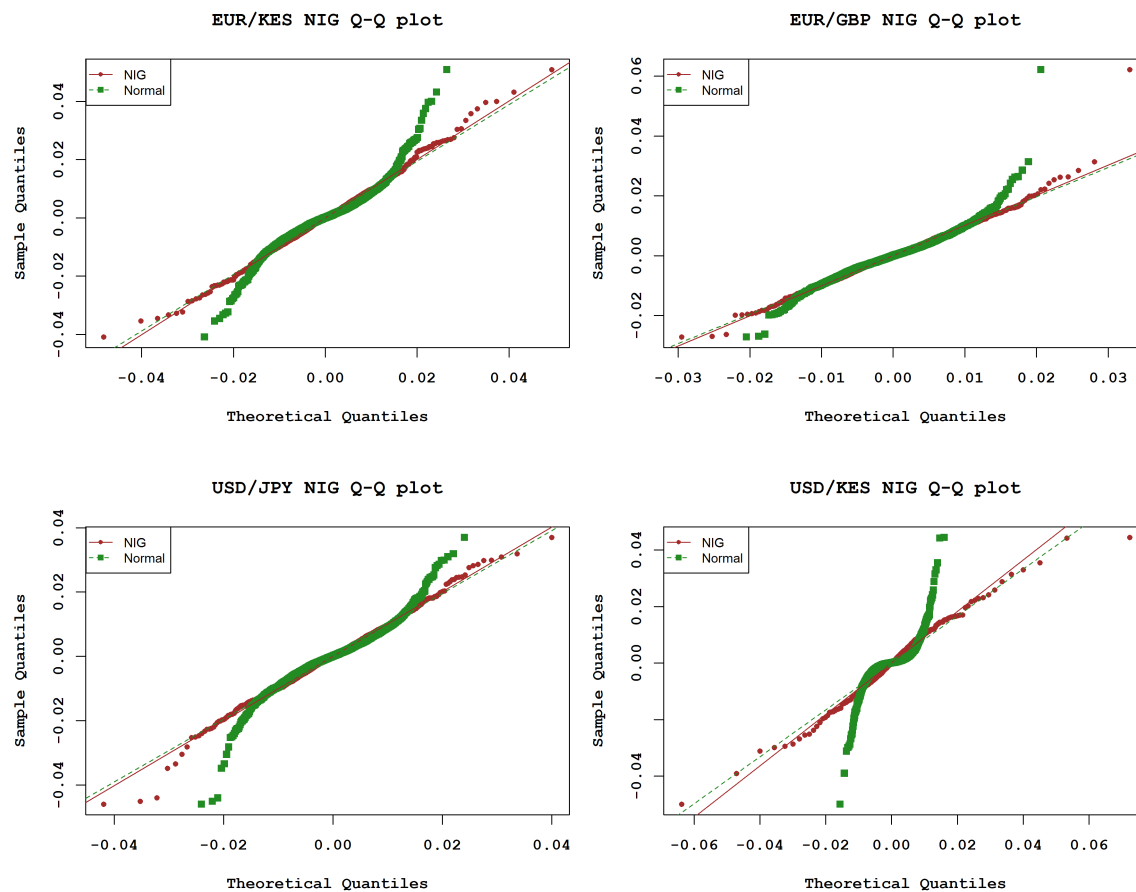 EUR/KES NIG Q-Q plot
NIG
Normal
Sample Quantiles
-0.04
-0.02
0.00
0.02
0.04
-0.04
-0.02
0.00
0.02
0.04
Theoretical Quantiles
EUR/GBP NIG Q-Q plot
NIG
Normal
Sample Quantiles
-0.02
0.00
0.02
0.04
0.06
-0.03
-0.02
-0.01
0.00
0.01
0.02
0.03
Theoretical Quantiles
USD/JPY NIG Q-Q plot
NIG
Normal
Sample Quantiles
-0.04
-0.02
0.00
0.02
0.04
-0.04
-0.02
0.00
0.02
0.04
Theoretical Quantiles
USD/KES NIG Q-Q plot
NIG
Normal
Sample Quantiles
-0.04
0.00
0.02
0.04
-0.06
-0.04
-0.02
0.00
0.02
0.04
0.06
Theoretical Quantiles